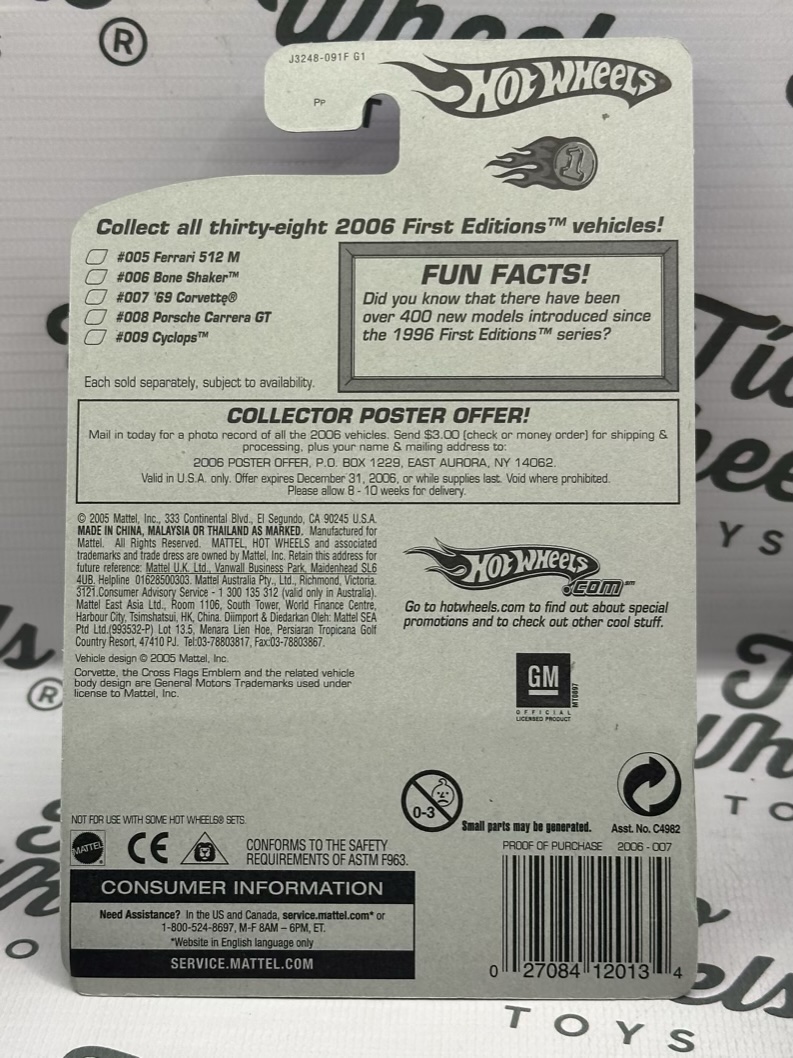 J3248-091F G1
PP
HOT WHEELS
1
Collect all thirty-eight 2006 First Editions™ vehicles!
#005 Ferrari 512 M
#006 Bone Shaker™
#007 '69 Corvette®
#008 Porsche Carrera GT
#009 Cyclops™
Each sold separately, subject to availability.
FUN FACTS!
Did you know that there have been
over 400 new models introduced since
the 1996 First Editions™ series?
COLLECTOR POSTER OFFER!
Mail in today for a photo record of all the 2006 vehicles. Send $3.00 (check or money order) for shipping &
processing, plus your name & mailing address to:
2006 POSTER OFFER, P.O. BOX 1229, EAST AURORA, NY 14062.
Valid in U.S.A. only. Offer expires December 31, 2006, or while supplies last. Void where prohibited.
Please allow 8 - 10 weeks for delivery.
© 2005 Mattel, Inc., 333 Continental Blvd., El Segundo, CA 90245 U.S.A.
MADE IN CHINA, MALAYSIA OR THAILAND AS MARKED. Manufactured for
Mattel. All Rights Reserved. MATTEL, HOT WHEELS and associated
trademarks and trade dress are owned by Mattel, Inc. Retain this address for
future reference: Mattel U.K. Ltd., Vanwall Business Park, Maidenhead SL6
4UB. Helpline 01628500303. Mattel Australia Pty., Ltd., Richmond, Victoria.
3121.Consumer Advisory Service - 1 300 135 312 (valid only in Australia).
Mattel East Asia Ltd., Room 1106, South Tower, World Finance Centre,
Harbour City, Tsimshatsui, HK, China. Diimport & Diedarkan Oleh: Mattel SEA
Ptd Ltd.(993532-P) Lot 13.5, Menara Lien Hoe, Persiaran Tropicana Golf
Country Resort, 47410 PJ. Tel:03-78803817, Fax:03-78803867.
Vehicle design © 2005 Mattel, Inc.
Corvette, the Cross Flags Emblem and the related vehicle
body design are General Motors Trademarks used under
license to Mattel, Inc.
HOT WHEELS
.COM℠
Go to hotwheels.com to find out about special
promotions and to check out other cool stuff.
GM
MT0897
OFFICIAL
LICENSED PRODUCT
0-3
Small parts may be generated.
Asst. No. C4982
NOT FOR USE WITH SOME HOT WHEELS® SETS.
MATTEL
CE
CONFORMS TO THE SAFETY
REQUIREMENTS OF ASTM F963.
CONSUMER INFORMATION
Need Assistance? In the US and Canada, service.mattel.com* or
1-800-524-8697, M-F 8AM – 6PM, ET.
*Website in English language only
SERVICE.MATTEL.COM
PROOF OF PURCHASE 2006 - 007
0 27084 12013 4
TOYS